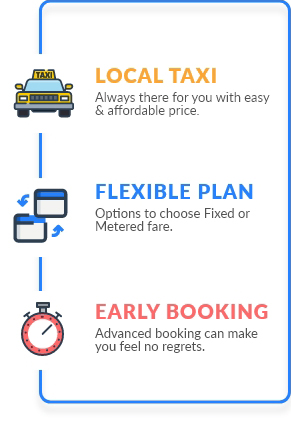 TAXI
LOCAL TAXI
Always there for you with easy
& affordable price.
FLEXIBLE PLAN
Options to choose Fixed or
Metered fare.
EARLY BOOKING
Advanced booking can make
you feel no regrets.